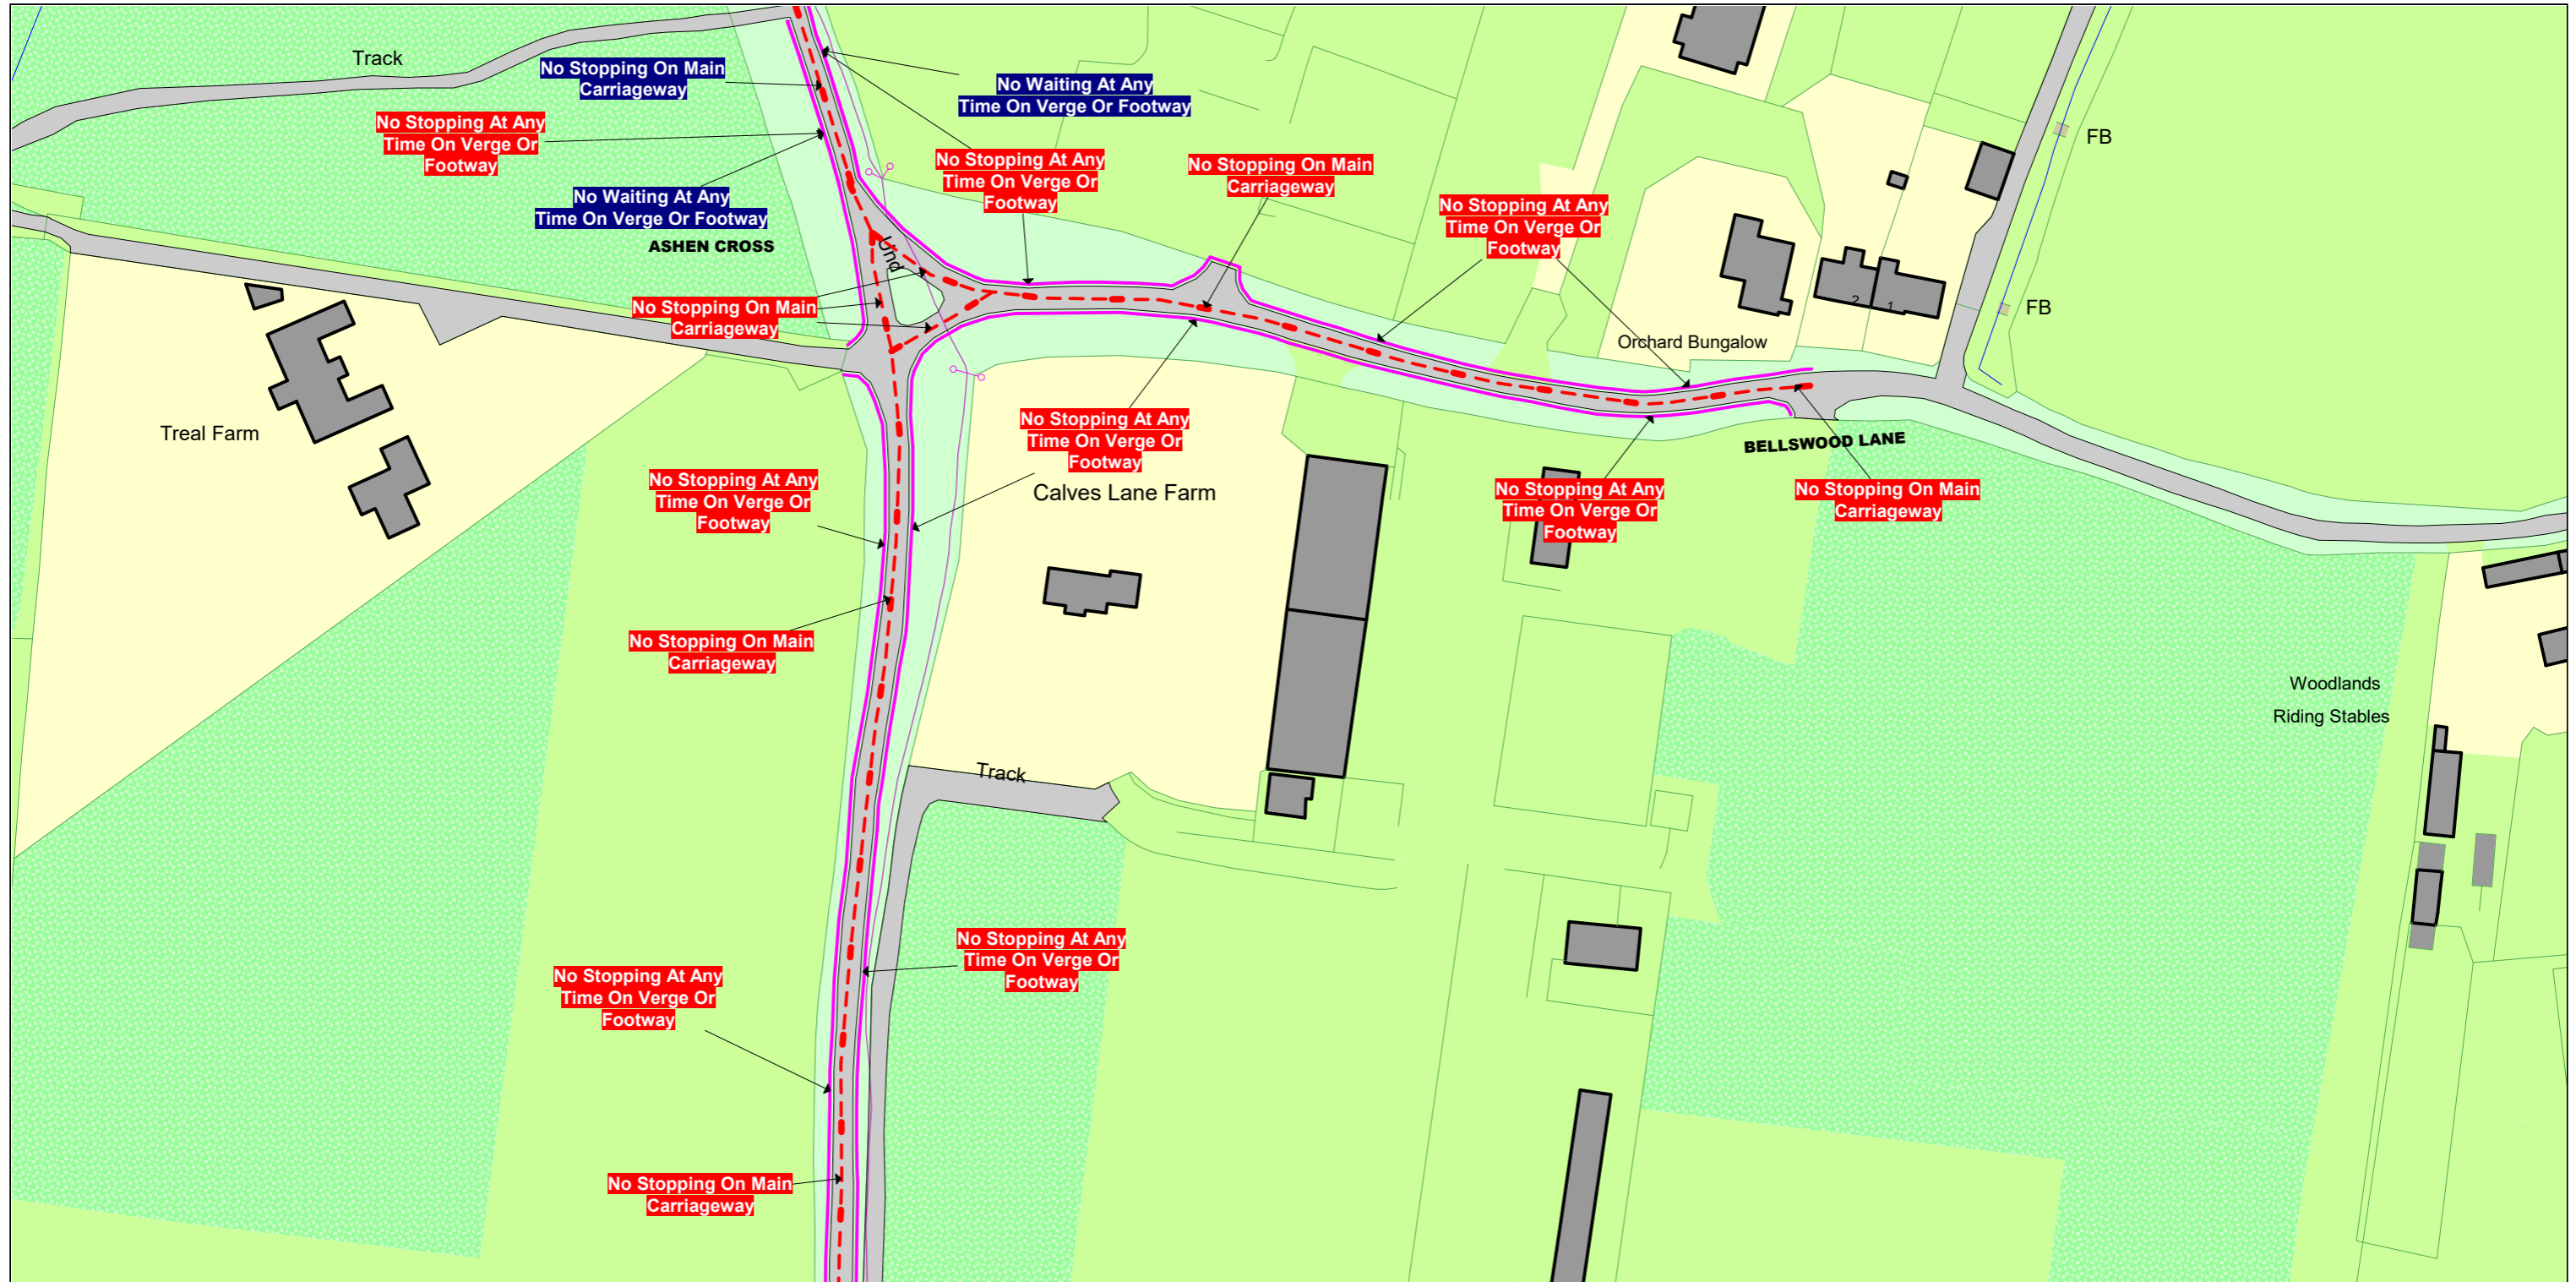 Track
No Stopping On Main
Carriageway
No Waiting At Any
Time On Verge Or Footway
No Stopping At Any
Time On Verge Or
Footway
No Stopping At Any
Time On Verge Or
Footway
No Stopping On Main
Carriageway
FB
No Waiting At Any
Time On Verge Or Footway
No Stopping At Any
Time On Verge Or
Footway
ASHEN CROSS
Und
No Stopping On Main
Carriageway
2
1
FB
Orchard Bungalow
Treal Farm
No Stopping At Any
Time On Verge Or
Footway
BELLSWOOD LANE
No Stopping At Any
Time On Verge Or
Footway
Calves Lane Farm
No Stopping At Any
Time On Verge Or
Footway
No Stopping On Main
Carriageway
No Stopping On Main
Carriageway
Woodlands
Riding Stables
Track
No Stopping At Any
Time On Verge Or
Footway
No Stopping At Any
Time On Verge Or
Footway
No Stopping On Main
Carriageway